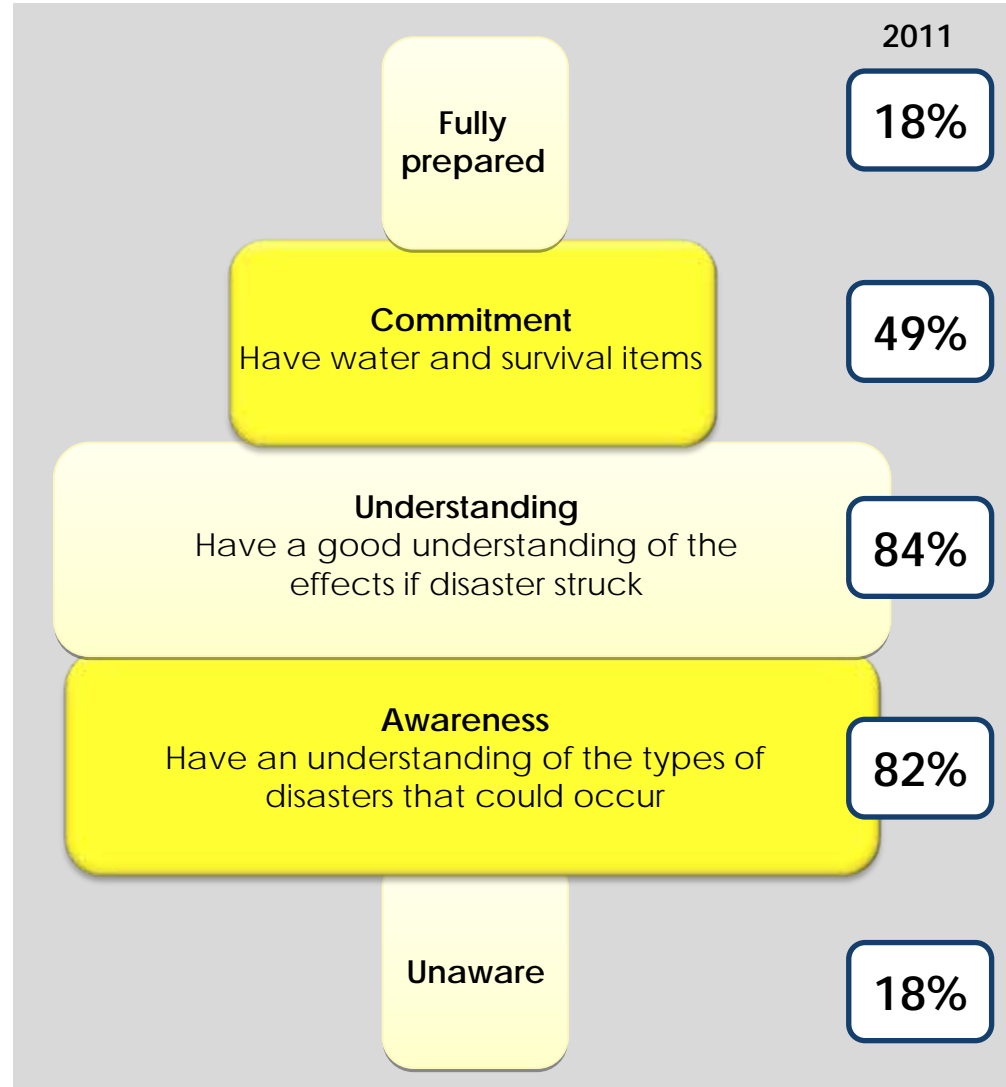 2011
Fully
prepared
18%
Commitment
Have water and survival items
49%
Understanding
Have a good understanding of the
effects if disaster struck
84%
Awareness
Have an understanding of the types of
disasters that could occur
82%
Unaware
18%